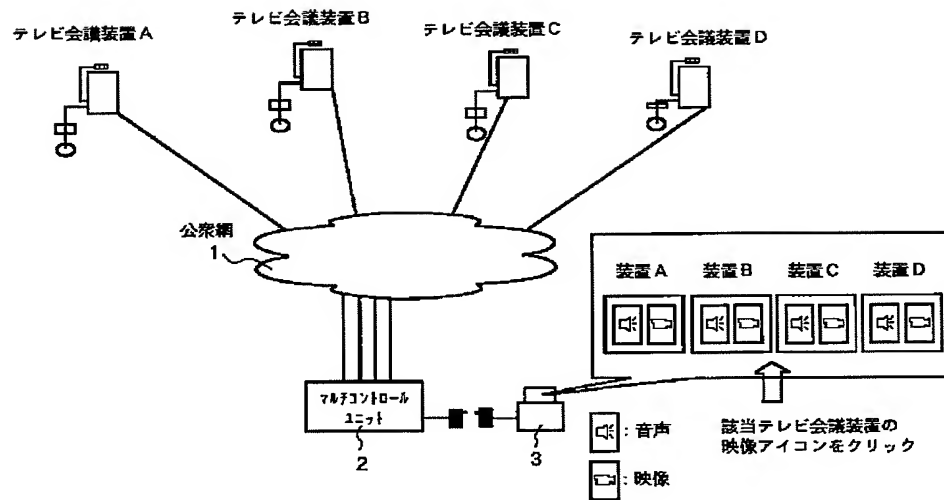 テレビ会議装置A
テレビ会議装置B
テレビ会議装置C
テレビ会議装置D
公衆網
1
装置A
装置B
装置C
装置D
マルチコントロール
ユニット
2
3
:音声
:映像
該当テレビ会議装置の
映像アイコンをクリック